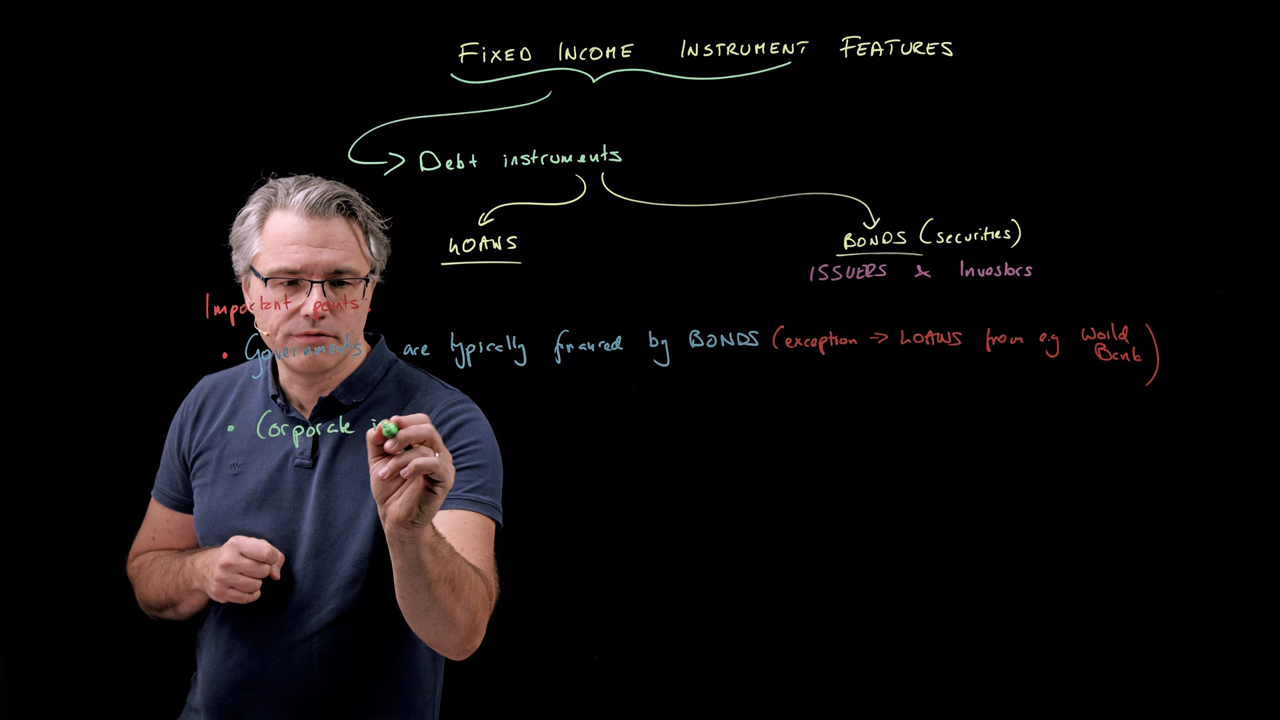 FIXED INCOME INSTRUMENT FEATURES
Debt instruments
LOANS
BONDS (securities)
ISSUERS & Investors
Important points:
• Governments are typically financed by BONDS (exception → LOANS from e.g World Bank)
• Corporate